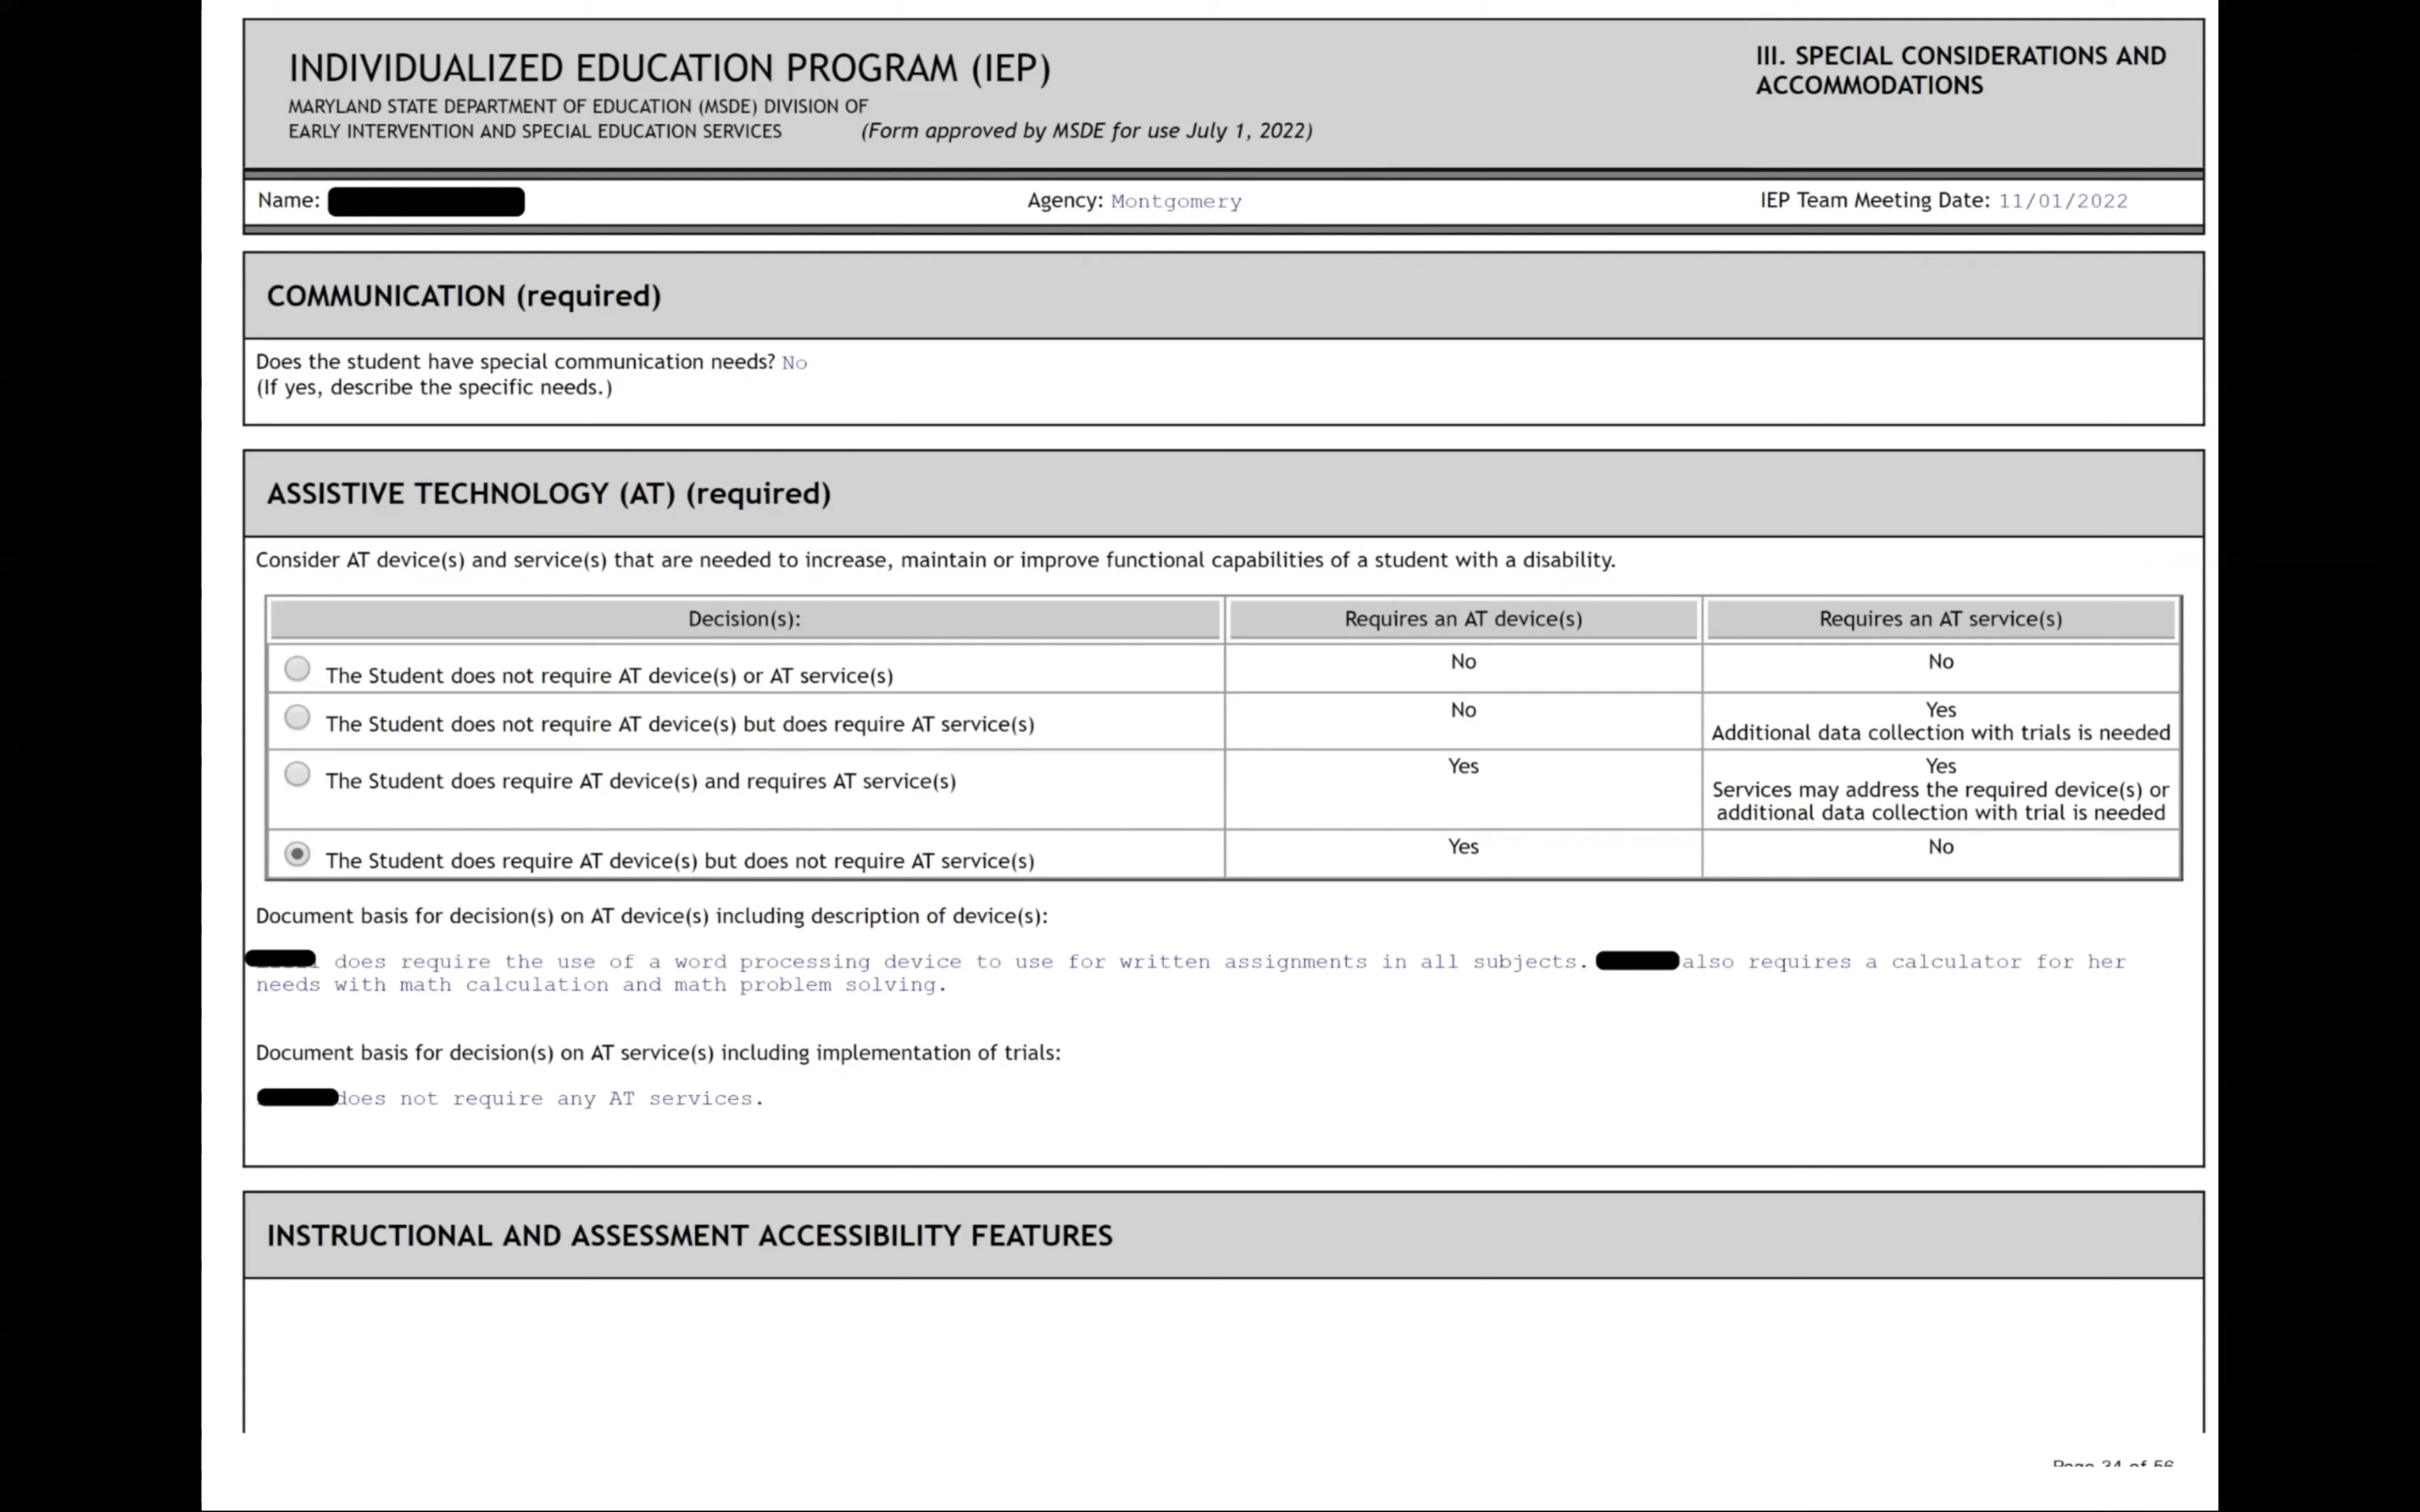 INDIVIDUALIZED EDUCATION PROGRAM (IEP)
MARYLAND STATE DEPARTMENT OF EDUCATION (MSDE) DIVISION OF
EARLY INTERVENTION AND SPECIAL EDUCATION SERVICES (Form approved by MSDE for use July 1, 2022)
III. SPECIAL CONSIDERATIONS AND
ACCOMMODATIONS
Name: Agency: Montgomery IEP Team Meeting Date: 11/01/2022
COMMUNICATION (required)
Does the student have special communication needs? No
(If yes, describe the specific needs.)
ASSISTIVE TECHNOLOGY (AT) (required)
Consider AT device(s) and service(s) that are needed to increase, maintain or improve functional capabilities of a student with a disability.
Decision(s): Requires an AT device(s) Requires an AT service(s)
The Student does not require AT device(s) or AT service(s) No No
The Student does not require AT device(s) but does require AT service(s) No Yes
Additional data collection with trials is needed
The Student does require AT device(s) and requires AT service(s) Yes Yes
Services may address the required device(s) or
additional data collection with trial is needed
The Student does require AT device(s) but does not require AT service(s) Yes No
Document basis for decision(s) on AT device(s) including description of device(s):
does require the use of a word processing device to use for written assignments in all subjects. also requires a calculator for her
needs with math calculation and math problem solving.
Document basis for decision(s) on AT service(s) including implementation of trials:
does not require any AT services.
INSTRUCTIONAL AND ASSESSMENT ACCESSIBILITY FEATURES
Page 34 of 56